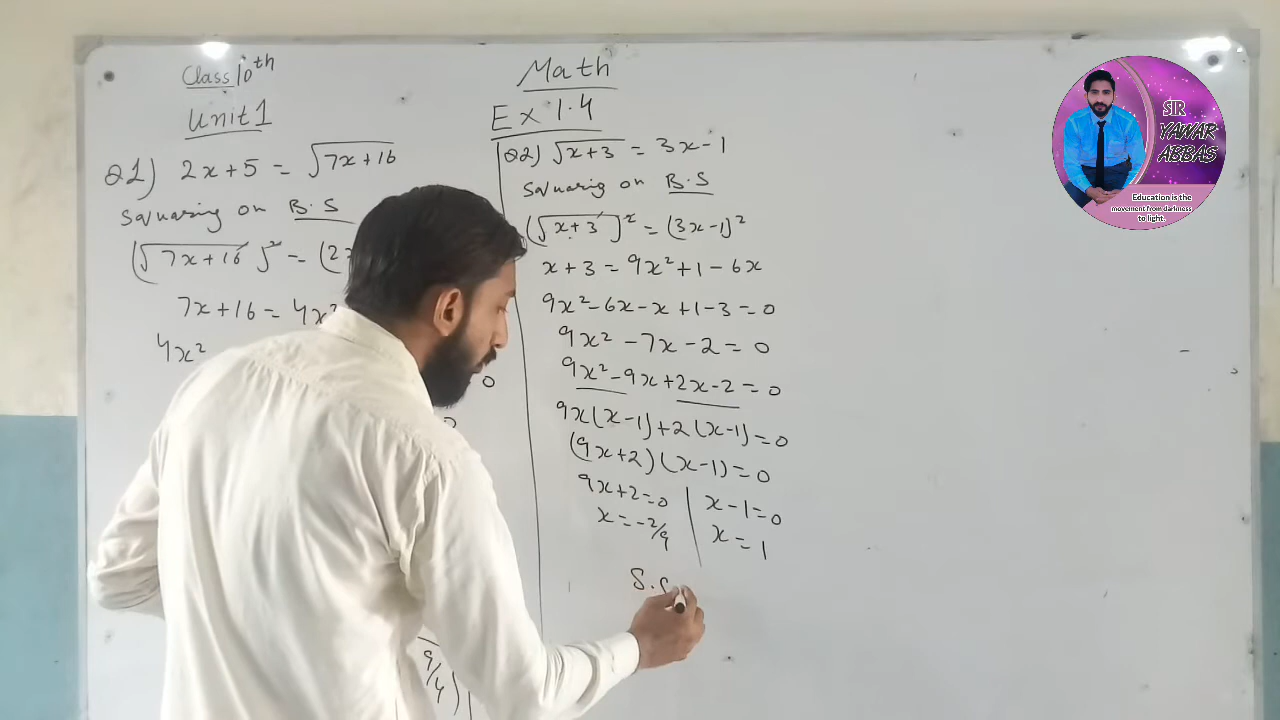 Class 10th
Math
Unit 1
Ex 1.4
Q1) 2x+5 = √7x+16
Squaring on B.S
(√7x+16)² = (2x
7x+16 = 4x²
4x²
0
9/4)
Q2) √x+3 = 3x-1
Squaring on B.S
(√x+3)² = (3x-1)²
x+3 = 9x²+1-6x
9x²-6x-x+1-3=0
9x²-7x-2=0
9x²-9x+2x-2=0
9x(x-1)+2(x-1)=0
(9x+2)(x-1)=0
9x+2=0 | x-1=0
x=-2/9 | x=1
S.S
SIR
YAWAR
ABBAS
Education is the
movement from darkness
to light.